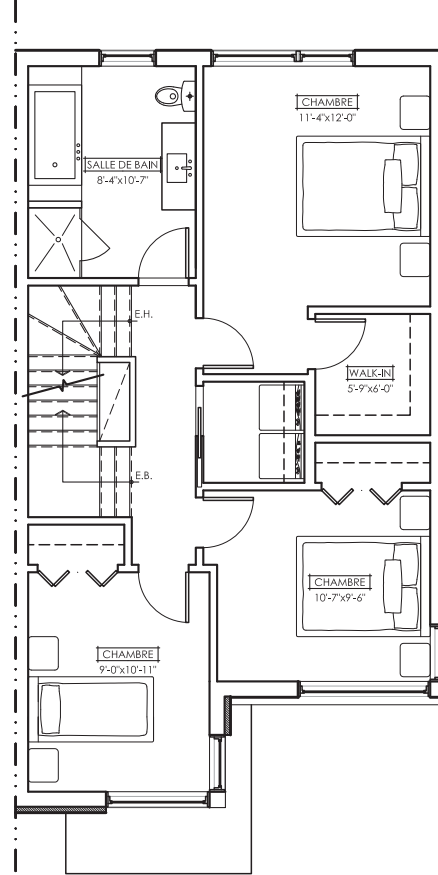 CHAMBRE
11'-4"x12'-0"
SALLE DE BAIN
8'-4"x10'-7"
E.H.
WALK-IN
5'-9"x6'-0"
E.B.
CHAMBRE
10'-7"x9'-6"
CHAMBRE
9'-0"x10'-11"